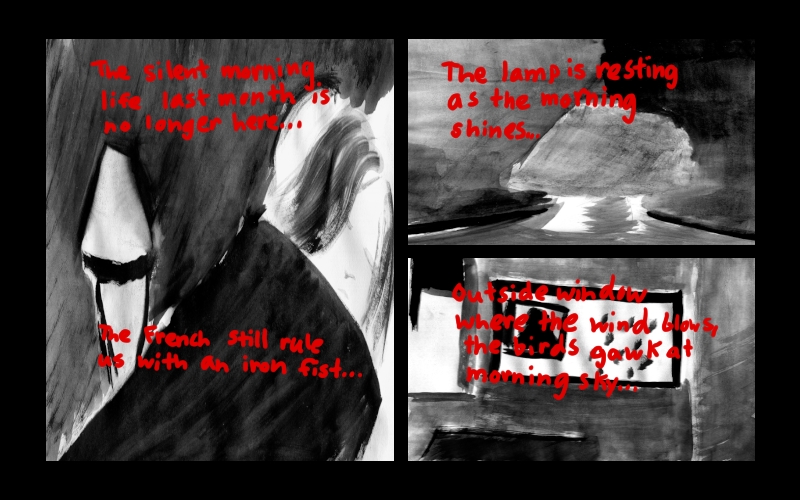 The silent morning
life last month is
no longer here...
The French still rule
us with an iron fist...
The lamp is resting
as the morning
shines...
Outside window
where the wind blows,
the birds gawk at
morning sky...